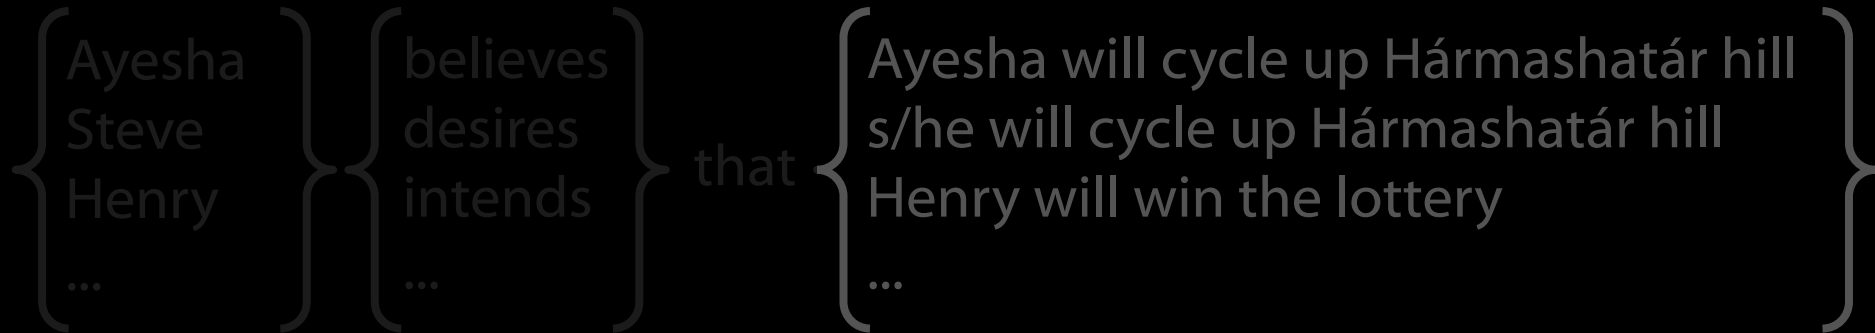 Ayesha
Steve
Henry
...
believes
desires
intends
...
that
Ayesha will cycle up Hármashatár hill
s/he will cycle up Hármashatár hill
Henry will win the lottery
...